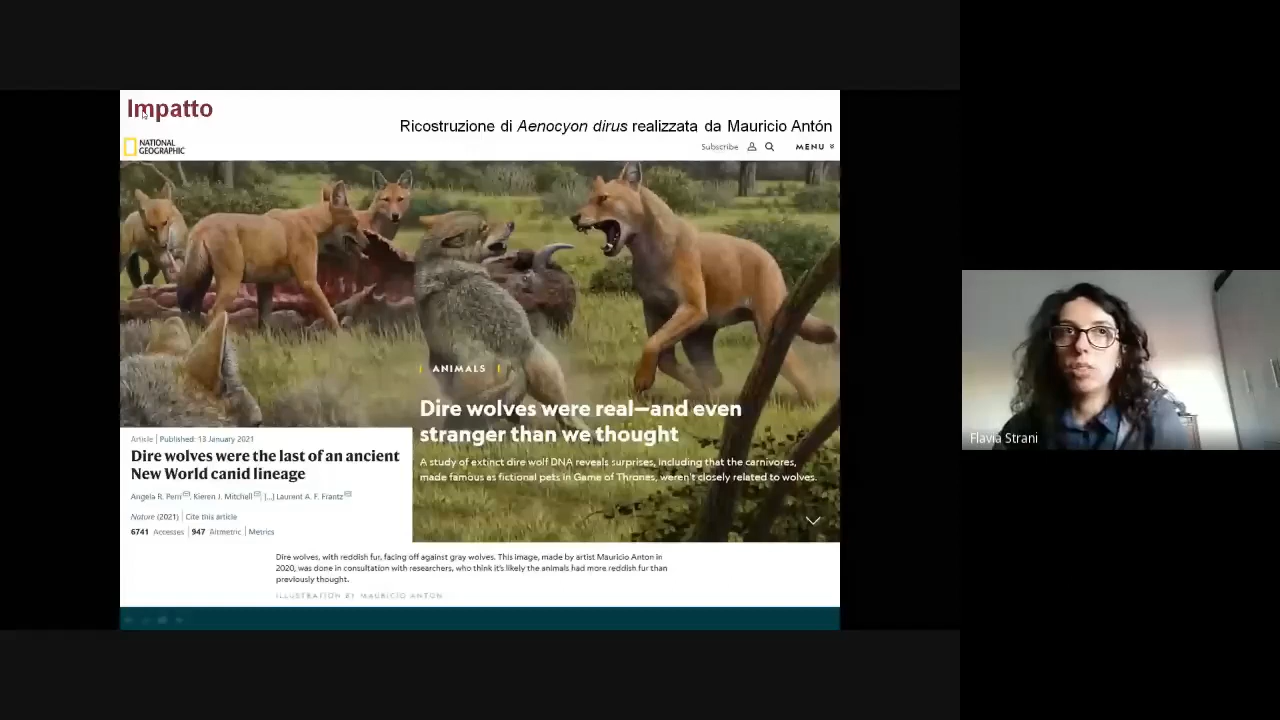 Impatto
Ricostruzione di Aenocyon dirus realizzata da Mauricio Antón
NATIONAL
GEOGRAPHIC
Subscribe
MENU
ANIMALS
Dire wolves were real—and even
stranger than we thought
A study of extinct dire wolf DNA reveals surprises, including that the carnivores,
made famous as fictional pets in Game of Thrones, weren't closely related to wolves.
Article | Published: 13 January 2021
Dire wolves were the last of an ancient
New World canid lineage
Angela R. Perri, Kieren J. Mitchell, [...] Laurent A. F. Frantz
Nature (2021) | Cite this article
6741 Accesses | 947 Altmetric | Metrics
Dire wolves, with reddish fur, facing off against gray wolves. This image, made by artist Mauricio Anton in
2020, was done in consultation with researchers, who think it's likely the animals had more reddish fur than
previously thought.
ILLUSTRATION BY MAURICIO ANTON
Flavia Strani